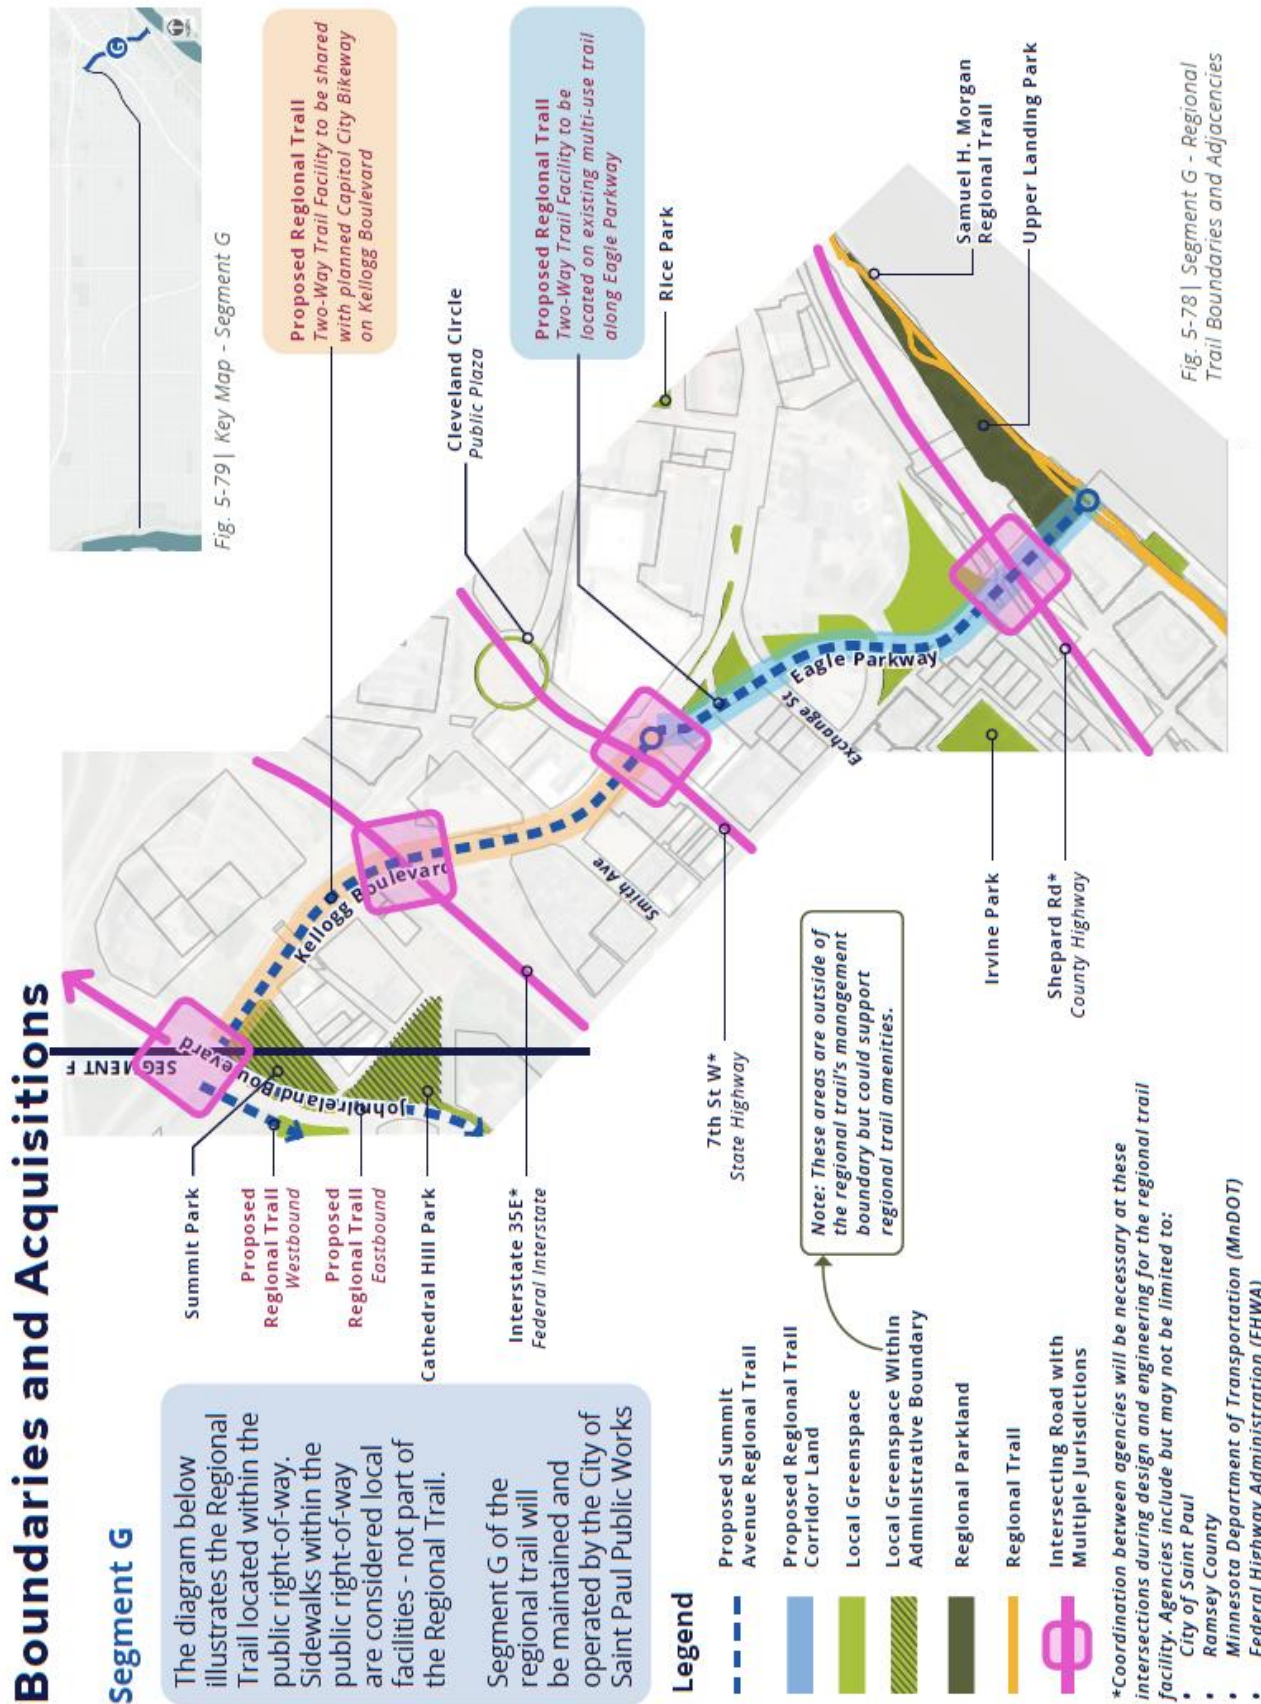 Boundaries and Acquisitions
Segment G
The diagram below
illustrates the Regional
Trail located within the
public right-of-way.
Sidewalks within the
public right-of-way
are considered local
facilities - not part of
the Regional Trail.
Segment G of the
regional trail will
be maintained and
operated by the City of
Saint Paul Public Works
Legend
Proposed Summit
Avenue Regional Trail
Proposed Regional Trail
Corridor Land
Local Greenspace
Local Greenspace Within
Administrative Boundary
Regional Parkland
Regional Trail
Intersecting Road with
Multiple Jurisdictions
*Coordination between agencies will be necessary at these
intersections during design and engineering for the regional trail
facility. Agencies include but may not be limited to:
• City of Saint Paul
• Ramsey County
• Minnesota Department of Transportation (MnDOT)
• Federal Highway Administration (FHWA)
Note: These areas are outside of
the regional trail's management
boundary but could support
regional trail amenities.
Summit Park
Proposed
Regional Trail
Westbound
Proposed
Regional Trail
Eastbound
Cathedral Hill Park
Interstate 35E*
Federal Interstate
7th St W*
State Highway
Irvine Park
Shepard Rd*
County Highway
SEGMENT F
John Ireland Boulevard
Kellogg Boulevard
Smith Ave
Exchange St
Eagle Parkway
G
Fig. 5-79 | Key Map - Segment G
Proposed Regional Trail
Two-Way Trail Facility to be shared
with planned Capitol City Bikeway
on Kellogg Boulevard
Cleveland Circle
Public Plaza
Proposed Regional Trail
Two-Way Trail Facility to be
located on existing multi-use trail
along Eagle Parkway
Rice Park
Samuel H. Morgan
Regional Trail
Upper Landing Park
Fig. 5-78 | Segment G - Regional
Trail Boundaries and Adjacencies